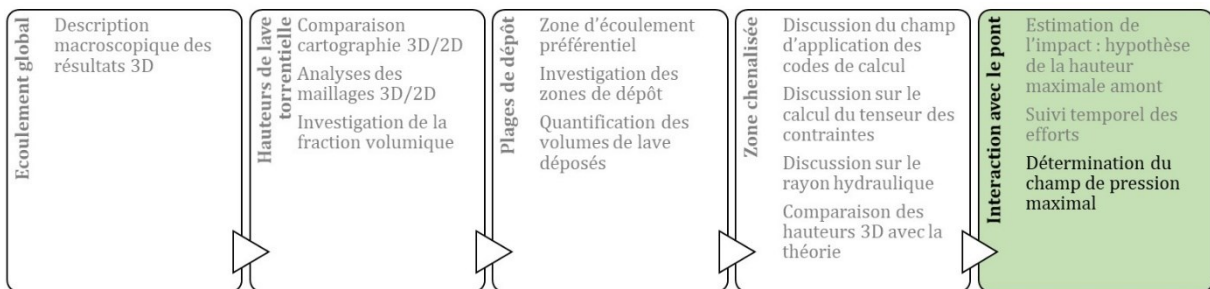 Ecoulement global
Description
macroscopique des
résultats 3D
Hauteurs de lave
torrentielle
Comparaison
cartographie 3D/2D
Analyses des
maillages 3D/2D
Investigation de la
fraction volumique
Plages de dépôt
Zone d'écoulement
préférentiel
Investigation des
zones de dépôt
Quantification des
volumes de lave
déposés
Zone chenalisée
Discussion du champ
d'application des
codes de calcul
Discussion sur le
calcul du tenseur des
contraintes
Discussion sur le
rayon hydraulique
Comparaison des
hauteurs 3D avec la
théorie
Interaction avec le pont
Estimation de
l'impact : hypothèse
de la hauteur
maximale amont
Suivi temporel des
efforts
Détermination du
champ de pression
maximal